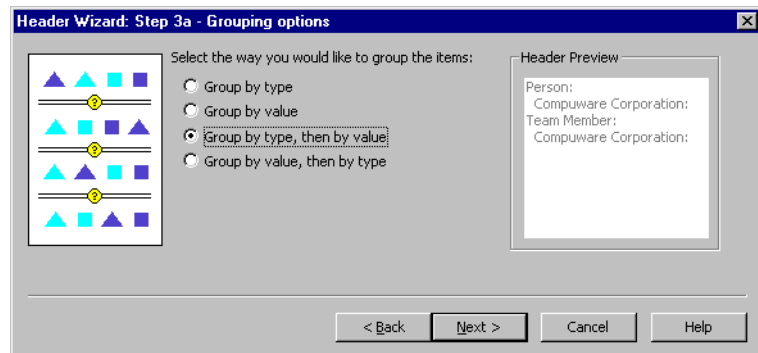 Header Wizard: Step 3a - Grouping options
Select the way you would like to group the items:
Group by type
Group by value
Group by type, then by value
Group by value, then by type
Header Preview
Person:
Compuware Corporation:
Team Member:
Compuware Corporation:
?
?
?
< Back
Next >
Cancel
Help